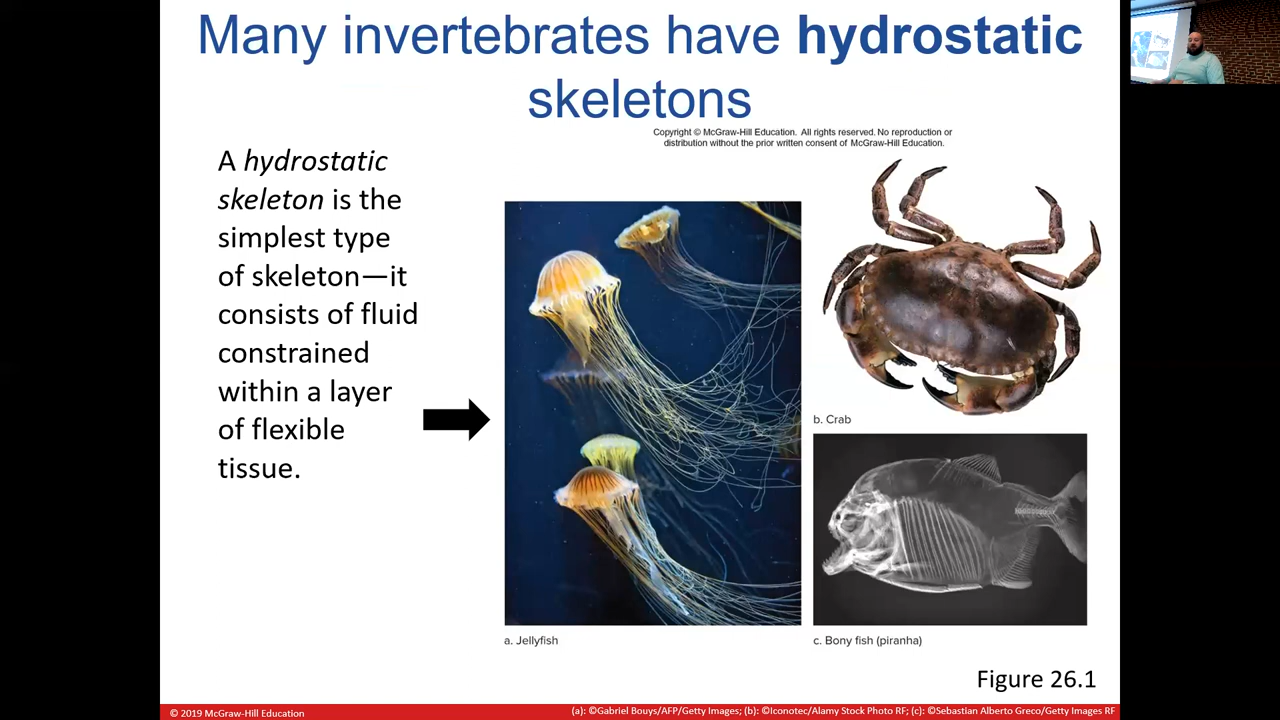 Many invertebrates have hydrostatic
skeletons
Copyright © McGraw-Hill Education. All rights reserved. No reproduction or
distribution without the prior written consent of McGraw-Hill Education.
A hydrostatic
skeleton is the
simplest type
of skeleton—it
consists of fluid
constrained
within a layer
of flexible
tissue.
b. Crab
a. Jellyfish
c. Bony fish (piranha)
Figure 26.1
© 2019 McGraw-Hill Education
(a): ©Gabriel Bouys/AFP/Getty Images; (b): ©Iconotec/Alamy Stock Photo RF; (c): ©Sebastian Alberto Greco/Getty Images RF